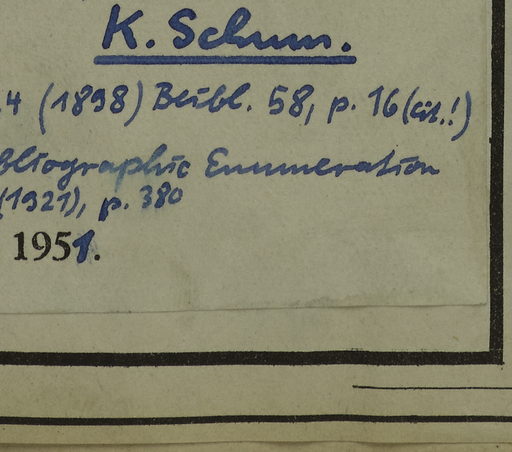 K. Schum.
4 (1898) Beibl. 58, p. 16 (cit.!)
bliographic Enumeration
(1921), p. 380
1951.